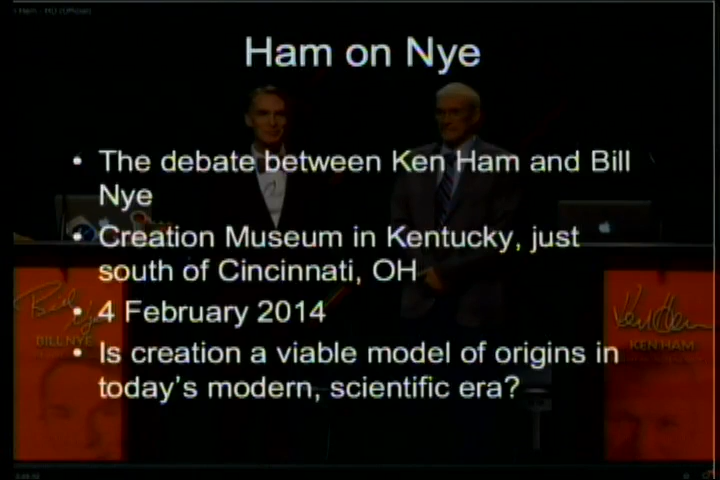 Ham on Nye
• The debate between Ken Ham and Bill
Nye
• Creation Museum in Kentucky, just
south of Cincinnati, OH
• 4 February 2014
• Is creation a viable model of origins in
today's modern, scientific era?
BILL NYE
KEN HAM